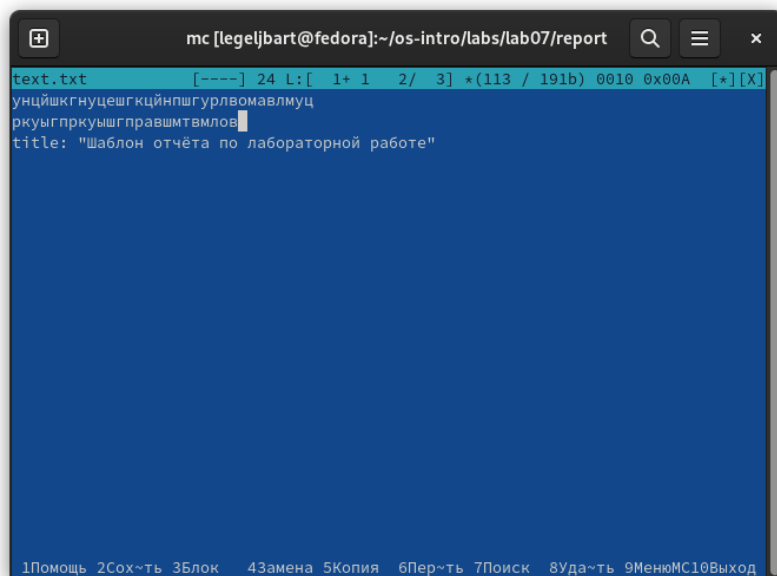 mc [legeljbart@fedora]:~/os-intro/labs/lab07/report
text.txt [----] 24 L:[ 1+ 1 2/ 3] *(113 / 191b) 0010 0x00A [*][X]
унцйшкгнуцешгкцйнпшгурлвомавлмуц
ркуыгпркуышгправшмтвмлов
title: "Шаблон отчёта по лабораторной работе"
1Помощь 2Сох~ть 3Блок 4Замена 5Копия 6Пер~ть 7Поиск 8Уда~ть 9МенюMC10Выход